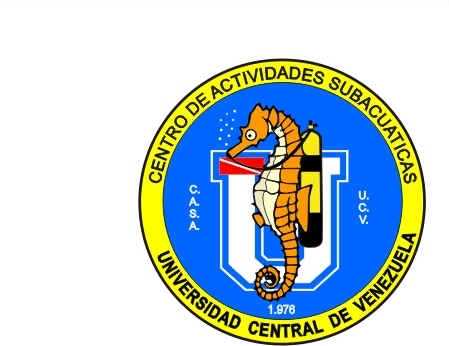 CENTRO DE ACTIVIDADES SUBACUATICAS
C.A.S.A.
U.C.V.
1.976
UNIVERSIDAD CENTRAL DE VENEZUELA